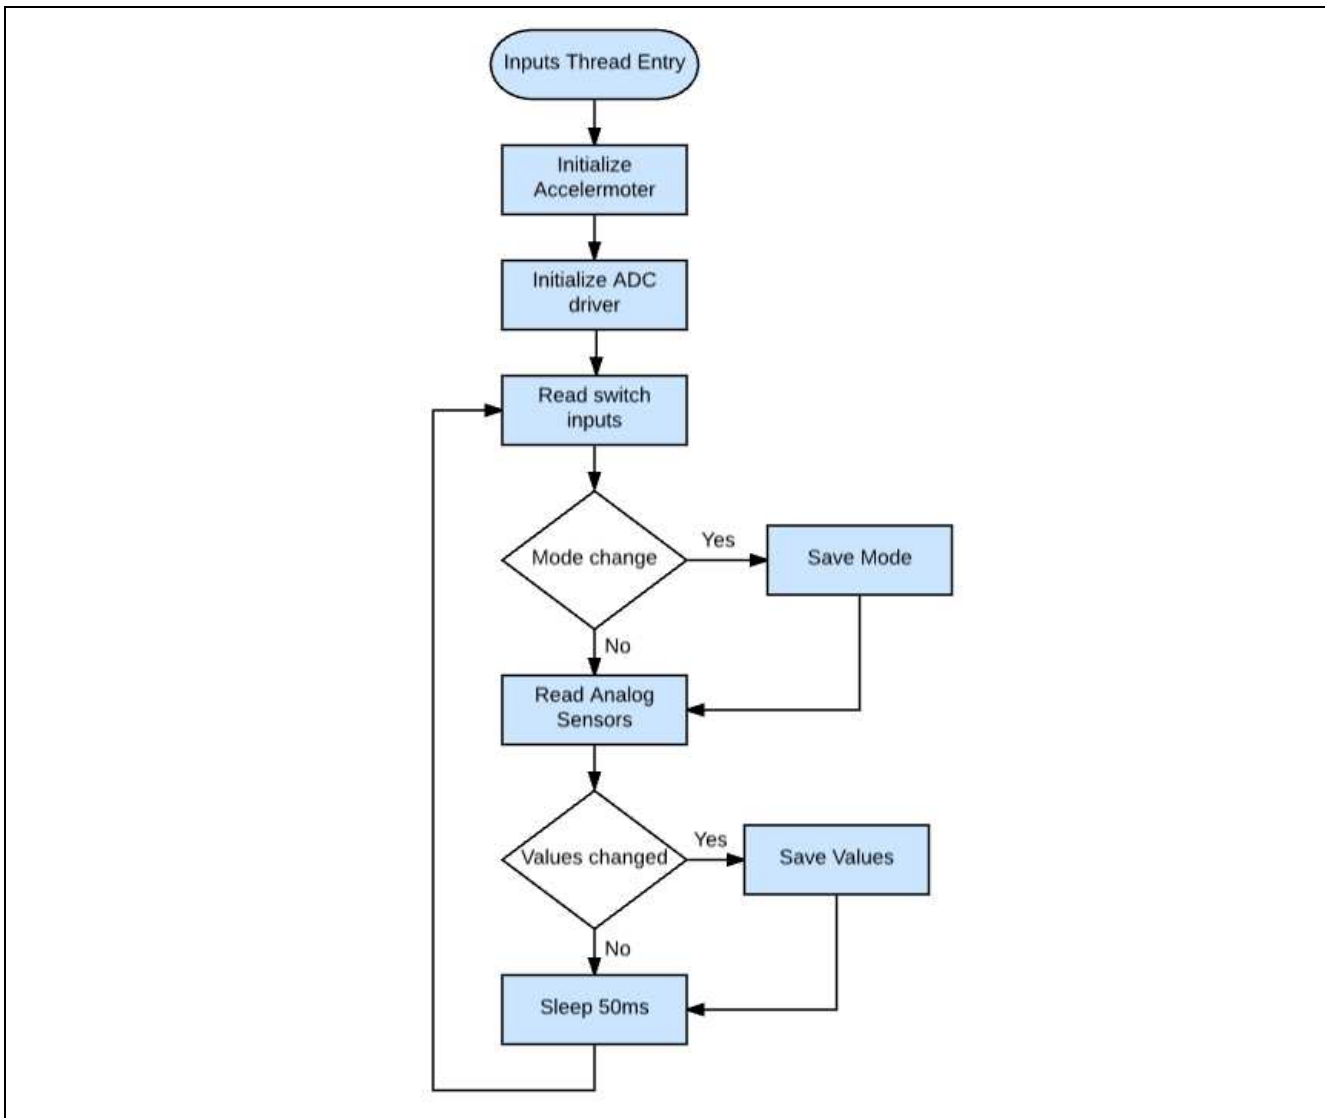 Inputs Thread Entry
Initialize
Accelermoter
Initialize ADC
driver
Read switch
inputs
Mode change
Yes
Save Mode
No
Read Analog
Sensors
Values changed
Yes
Save Values
No
Sleep 50ms